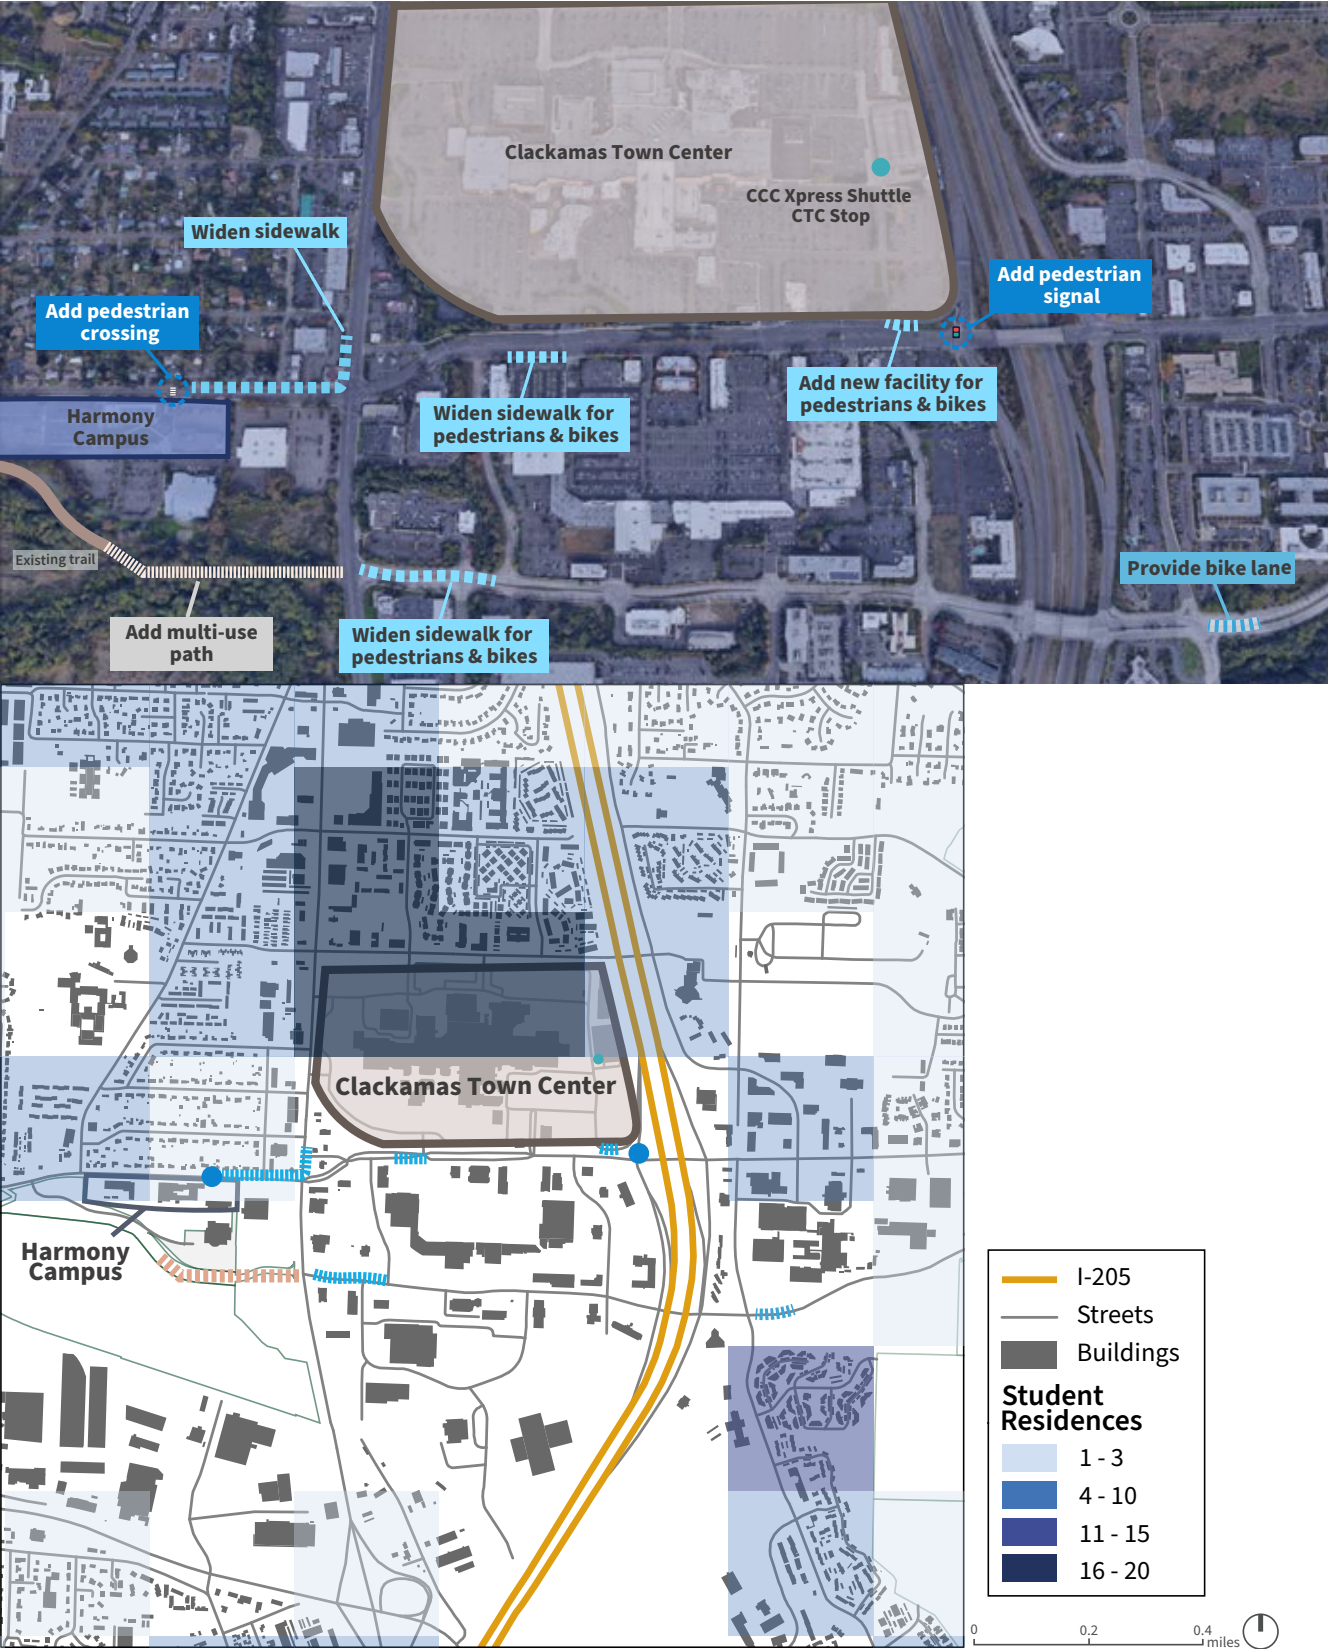 Clackamas Town Center
CCC Xpress Shuttle
CTC Stop
Widen sidewalk
Add pedestrian
signal
Add pedestrian
crossing
Harmony
Campus
Widen sidewalk for
pedestrians & bikes
Add new facility for
pedestrians & bikes
Existing trail
Provide bike lane
Add multi-use
path
Widen sidewalk for
pedestrians & bikes
Clackamas Town Center
Harmony
Campus
I-205
Streets
Buildings
Student
Residences
1 - 3
4 - 10
11 - 15
16 - 20
0 0.2 0.4
miles